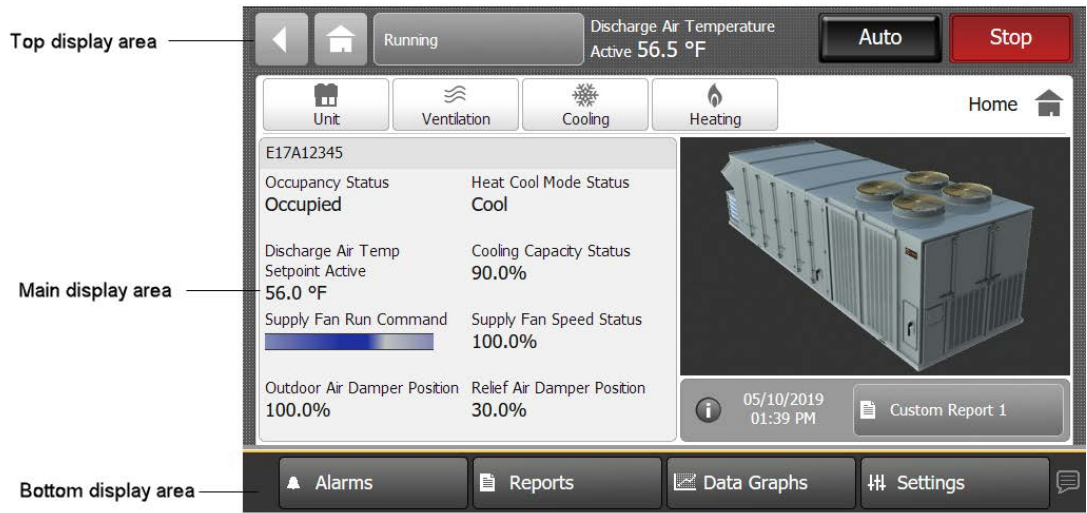 Top display area
Running
Discharge Air Temperature
Active 56.5 °F
Auto
Stop
Unit
Ventilation
Cooling
Heating
Home
E17A12345
Occupancy Status
Occupied
Heat Cool Mode Status
Cool
Main display area
Discharge Air Temp
Setpoint Active
56.0 °F
Cooling Capacity Status
90.0%
Supply Fan Run Command
Supply Fan Speed Status
100.0%
Outdoor Air Damper Position
100.0%
Relief Air Damper Position
30.0%
05/10/2019
01:39 PM
Custom Report 1
Bottom display area
Alarms
Reports
Data Graphs
Settings